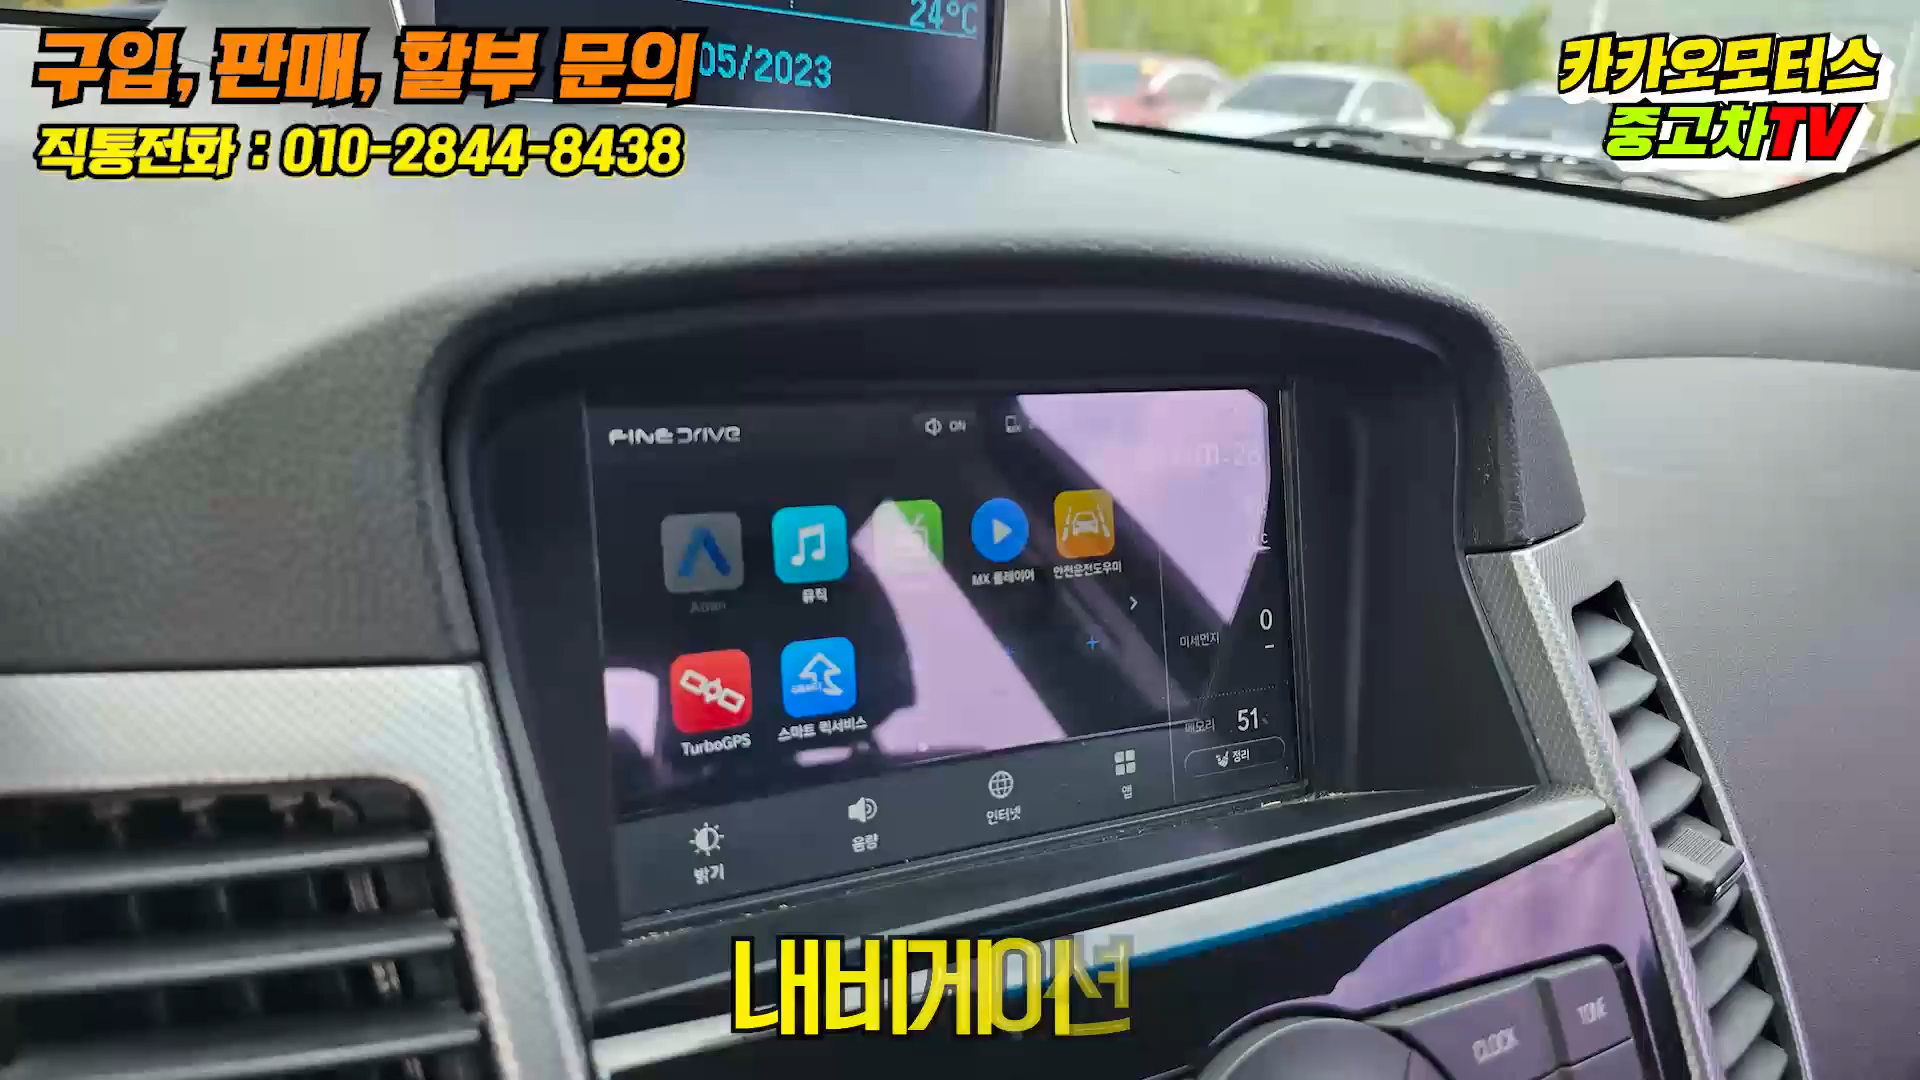 구입, 판매, 할부 문의
직통전화 : 010-2844-8438
24°C
05/2023
카카오모터스
중고차TV
FINEDrive
ON
Atlan
뮤직
MX 플레이어
안전운전도우미
미세먼지
0
TurboGPS
스마트 퀵서비스
메모리
51
정리
밝기
음량
인터넷
앱
내비게이션
CLOCK
TONE